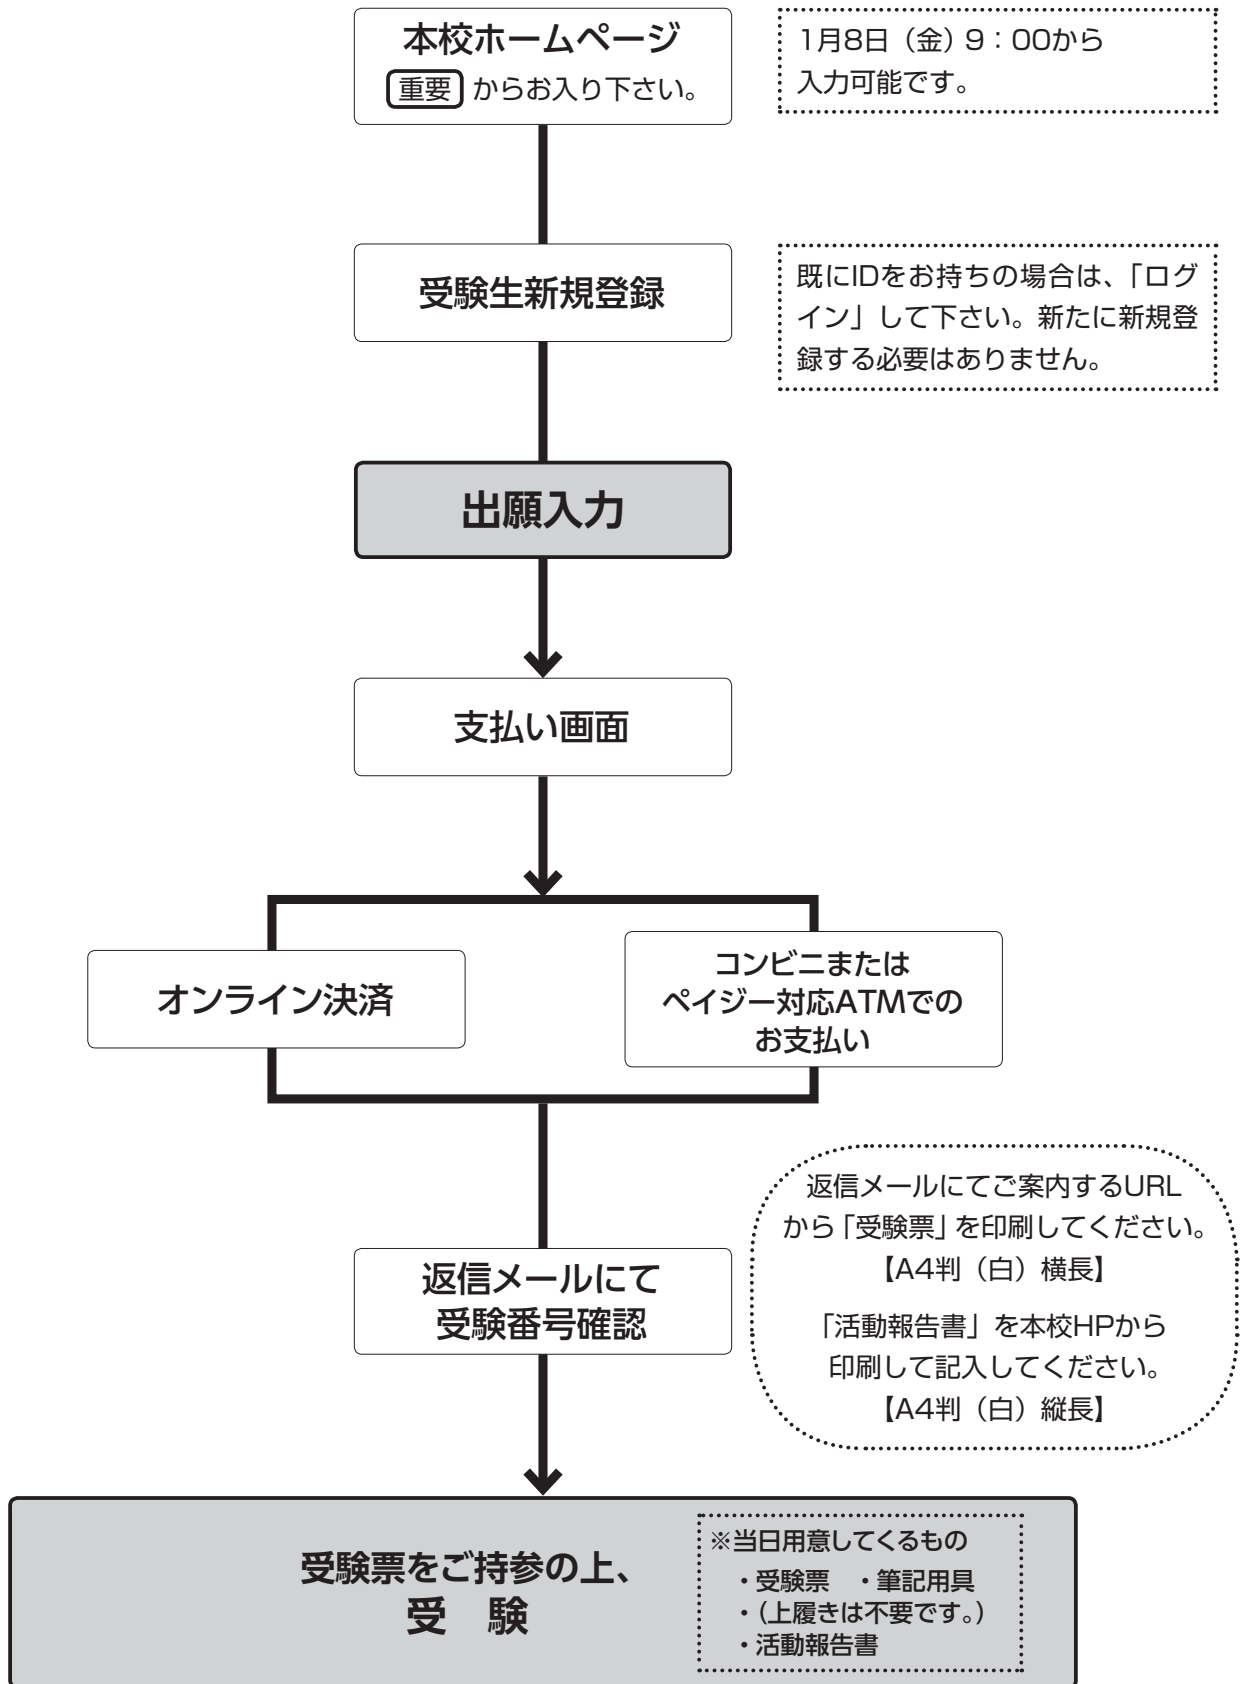 本校ホームページ
重要 からお入り下さい。
1月8日（金）9：00から
入力可能です。
受験生新規登録
既にIDをお持ちの場合は、「ログ
イン」して下さい。新たに新規登
録する必要はありません。
出願入力
支払い画面
オンライン決済
コンビニまたは
ペイジー対応ATMでの
お支払い
返信メールにて
受験番号確認
返信メールにてご案内するURL
から「受験票」を印刷してください。
【A4判（白）横長】
「活動報告書」を本校HPから
印刷して記入してください。
【A4判（白）縦長】
受験票をご持参の上、
受　験
※当日用意してくるもの
・受験票　・筆記用具
・（上履きは不要です。）
・活動報告書